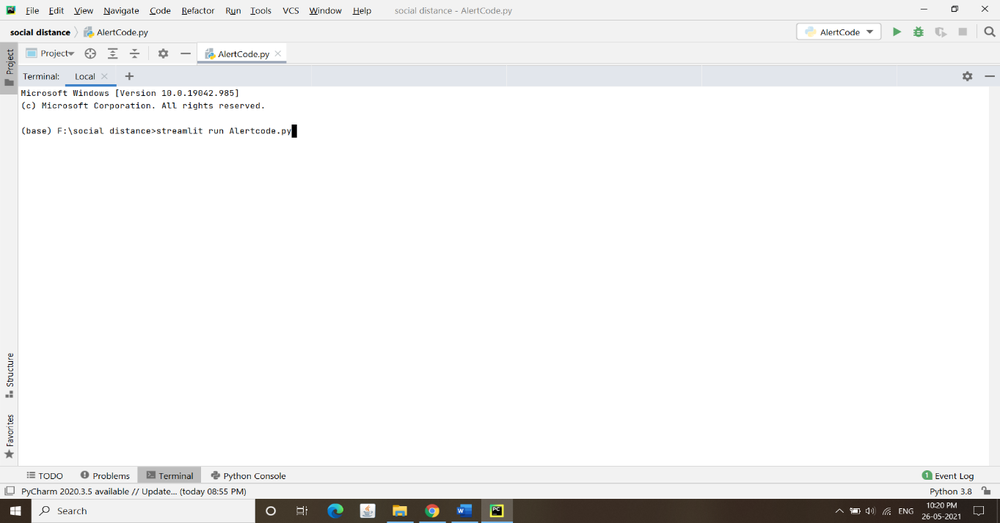 File Edit View Navigate Code Refactor Run Tools VCS Window Help social distance - AlertCode.py
social distance AlertCode.py AlertCode
Project AlertCode.py
Project
Terminal: Local
Microsoft Windows [Version 10.0.19042.985]
(c) Microsoft Corporation. All rights reserved.
(base) F:\social distance>streamlit run Alertcode.py
Structure
Favorites
TODO Problems Terminal Python Console 1 Event Log
PyCharm 2020.3.5 available // Update... (today 08:55 PM) Python 3.8
Search ENG 10:20 PM
26-05-2021